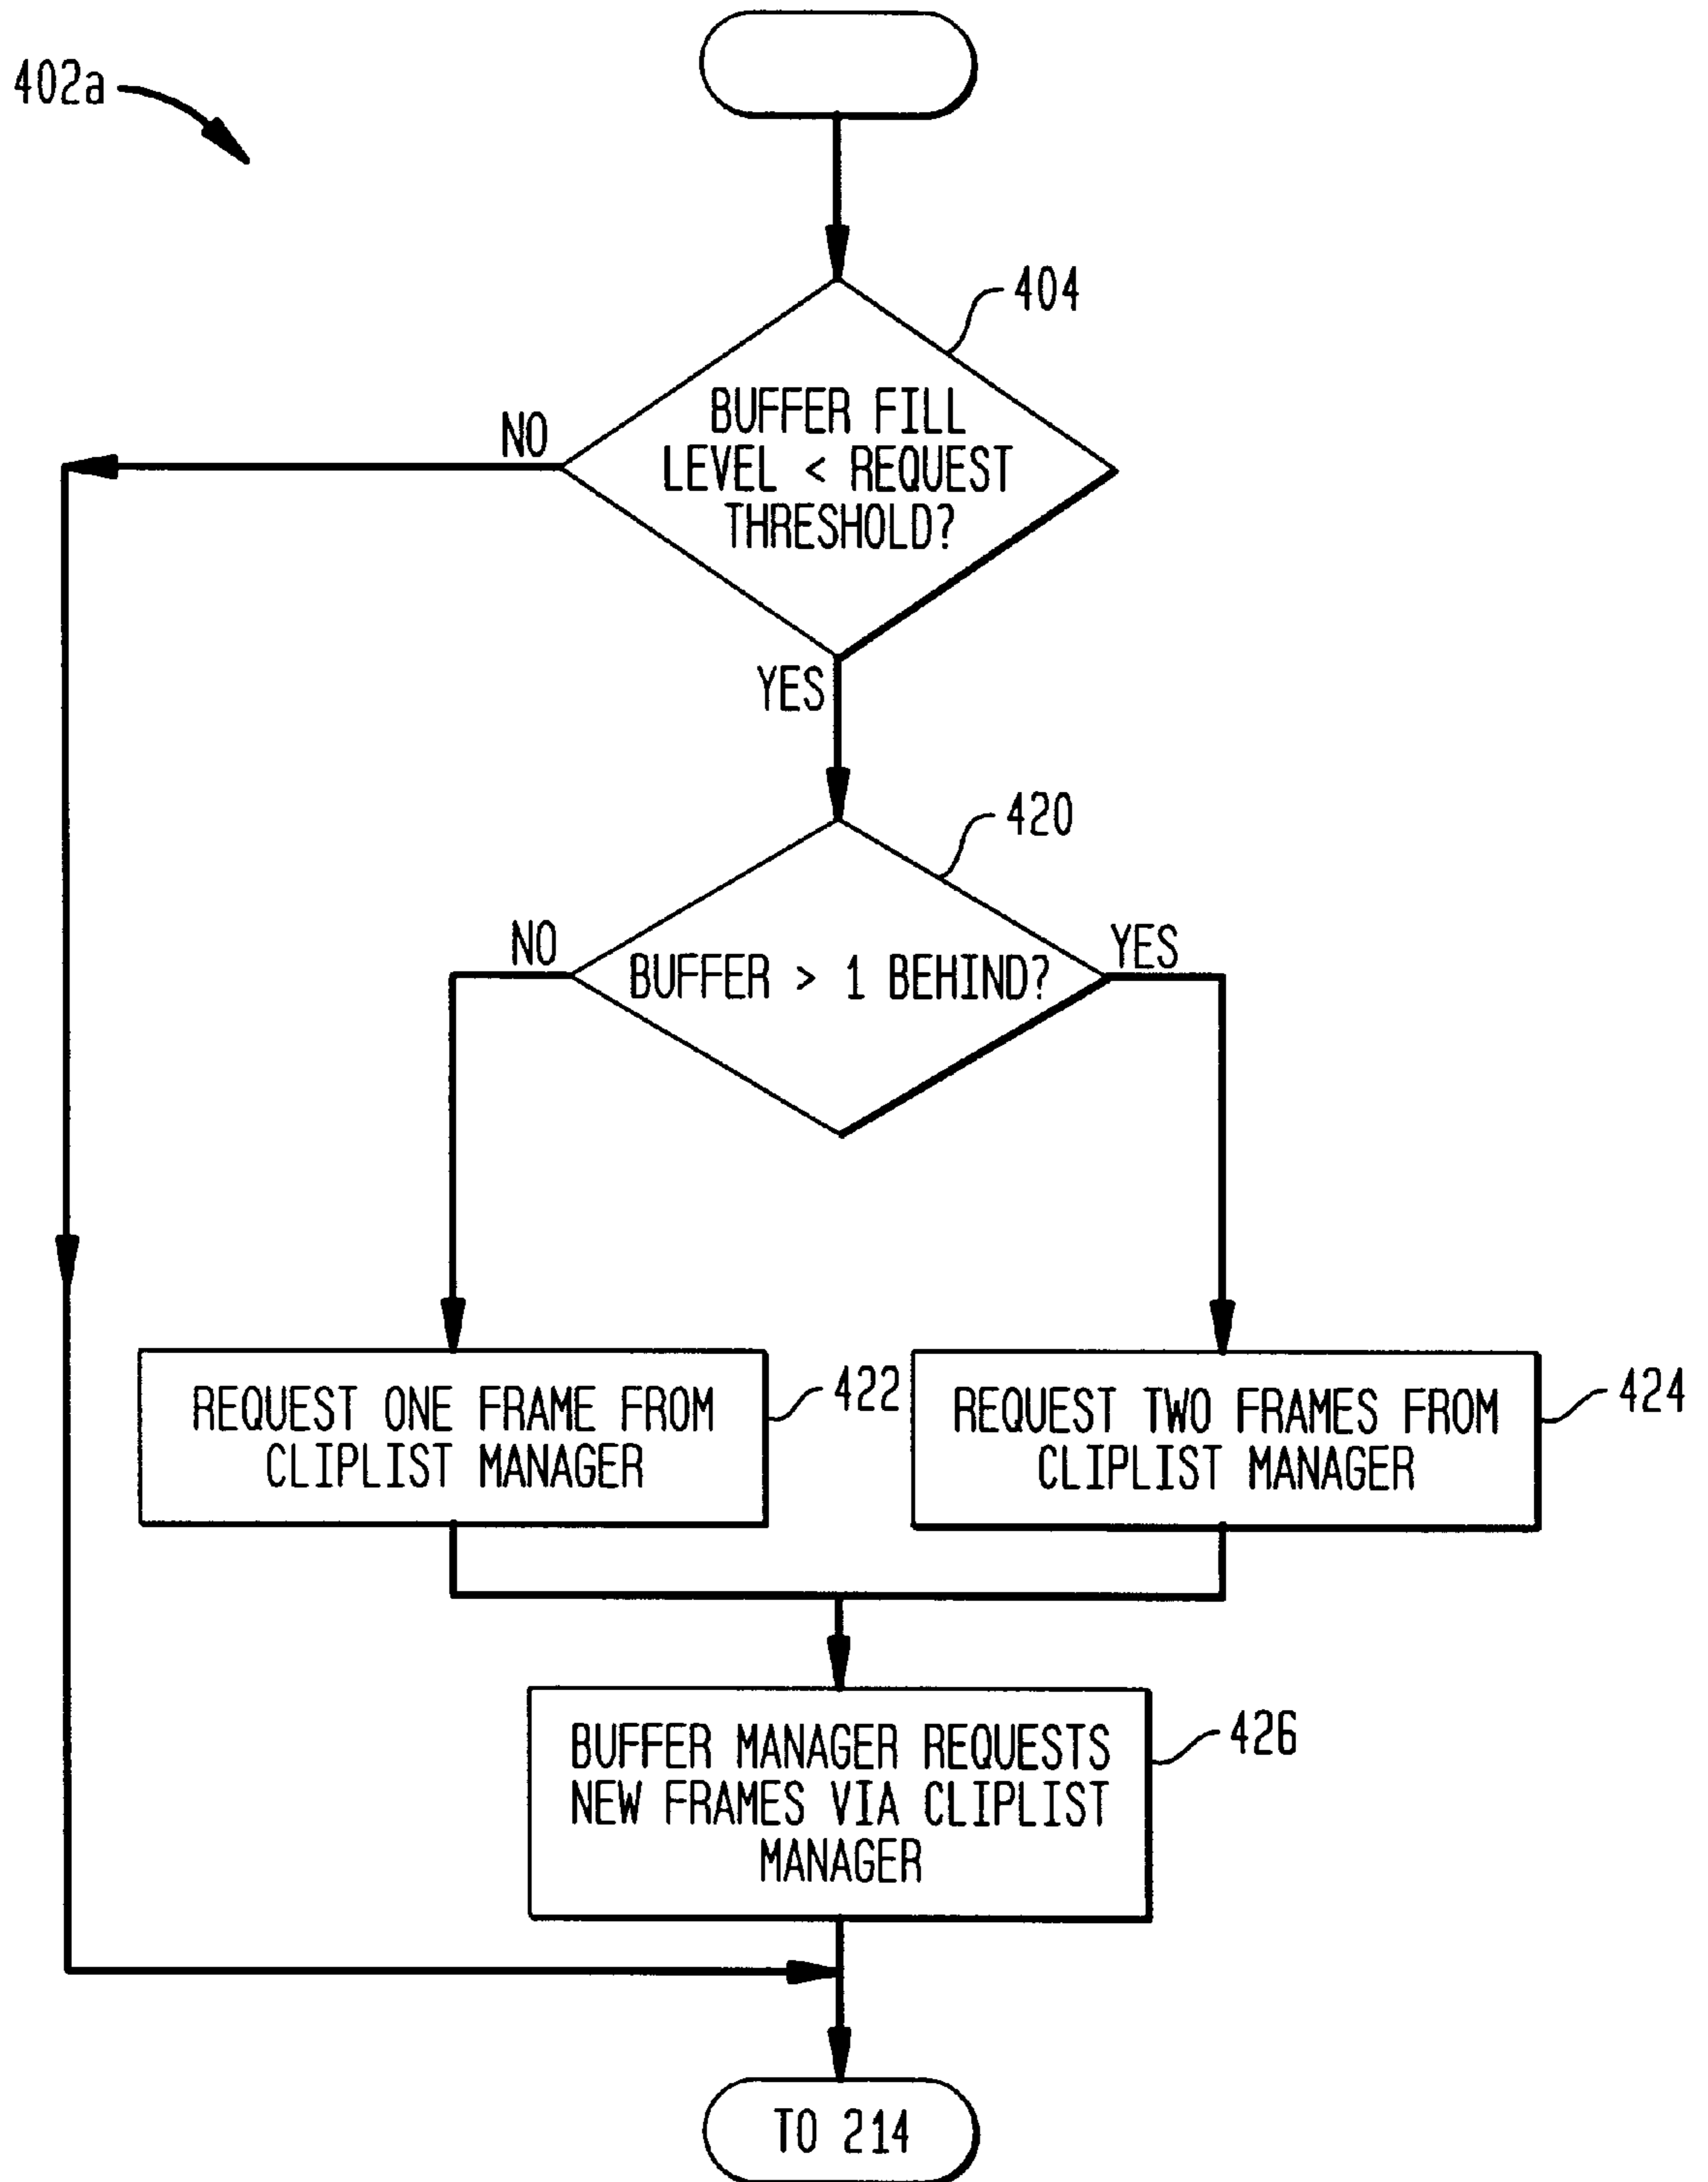 402a
404
BUFFER FILL
LEVEL < REQUEST
THRESHOLD?
NO
YES
420
BUFFER > 1 BEHIND?
NO
YES
REQUEST ONE FRAME FROM
CLIPLIST MANAGER
422
REQUEST TWO FRAMES FROM
CLIPLIST MANAGER
424
BUFFER MANAGER REQUESTS
NEW FRAMES VIA CLIPLIST
MANAGER
426
TO 214